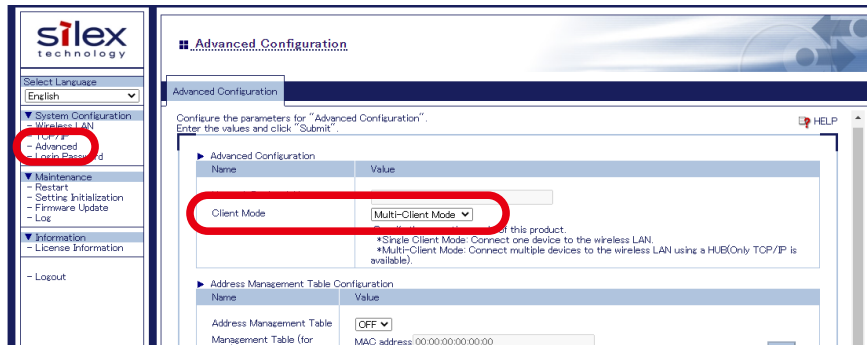 silex
technology
Select Language
English
▼ System Configuration
- Wireless LAN
- TCP/IP
- Advanced
- Login Password
▼ Maintenance
- Restart
- Setting Initialization
- Firmware Update
- Log
▼ Information
- License Information
- Logout
Advanced Configuration
Advanced Configuration
Configure the parameters for "Advanced Configuration".
Enter the values and click "Submit".
HELP
Advanced Configuration
Name Value
Client Mode Multi-Client Mode
of this product.
*Single Client Mode: Connect one device to the wireless LAN.
*Multi-Client Mode: Connect multiple devices to the wireless LAN using a HUB(Only TCP/IP is
available).
Address Management Table Configuration
Name Value
Address Management Table OFF
Management Table (for MAC address 00:00:00:00:00:00